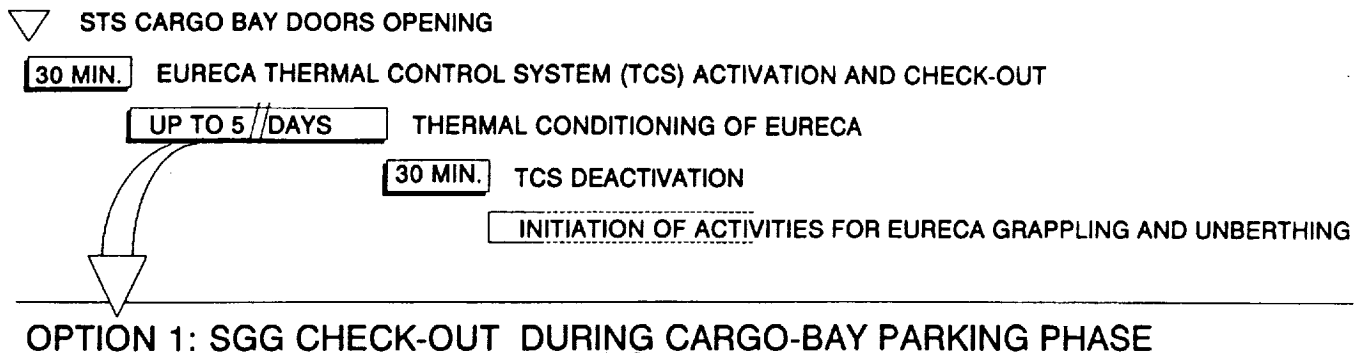 STS CARGO BAY DOORS OPENING
30 MIN. EURECA THERMAL CONTROL SYSTEM (TCS) ACTIVATION AND CHECK-OUT
UP TO 5 // DAYS THERMAL CONDITIONING OF EURECA
30 MIN. TCS DEACTIVATION
INITIATION OF ACTIVITIES FOR EURECA GRAPPLING AND UNBERTHING
OPTION 1: SGG CHECK-OUT DURING CARGO-BAY PARKING PHASE